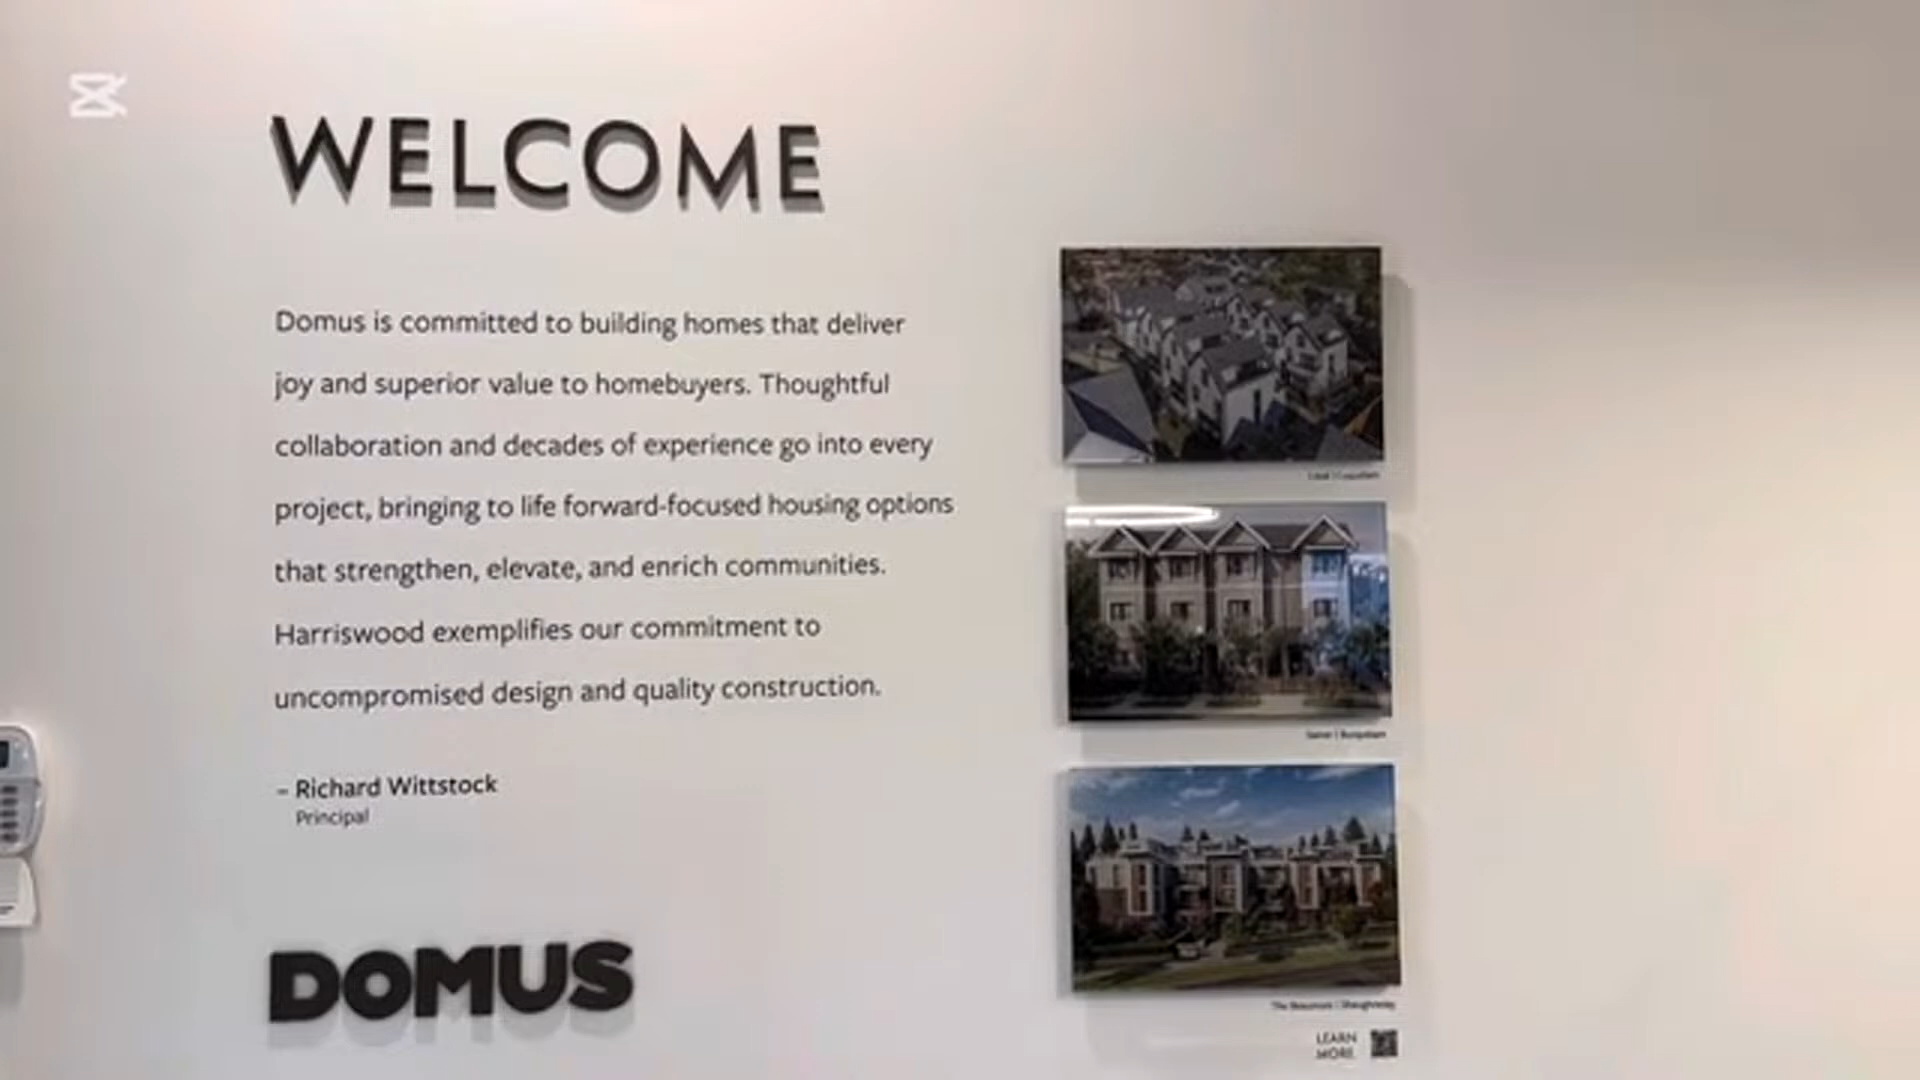 WELCOME
Domus is committed to building homes that deliver
joy and superior value to homebuyers. Thoughtful
collaboration and decades of experience go into every
project, bringing to life forward-focused housing options
that strengthen, elevate, and enrich communities.
Harriswood exemplifies our commitment to
uncompromised design and quality construction.
– Richard Wittstock
Principal
DOMUS
LEARN
MORE